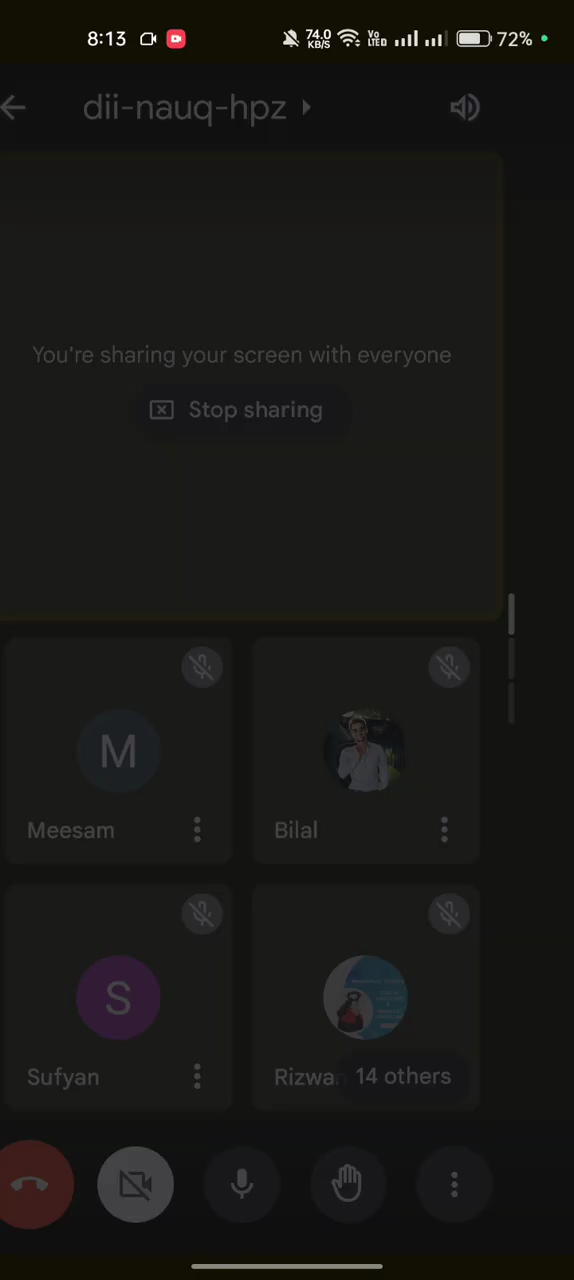 8:13
74.0
KB/S
Vo
LTED
72%
dii-nauq-hpz
You're sharing your screen with everyone
Stop sharing
M
Meesam
Bilal
S
Sufyan
Rizwan
14 others